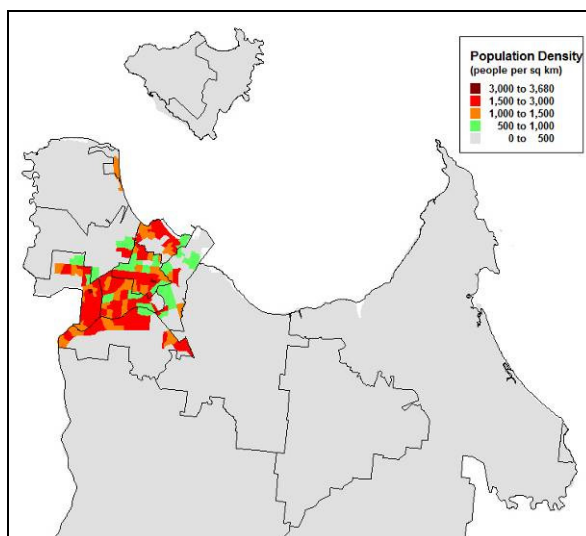 Population Density
(people per sq km)
3,000 to 3,680
1,500 to 3,000
1,000 to 1,500
500 to 1,000
0 to 500